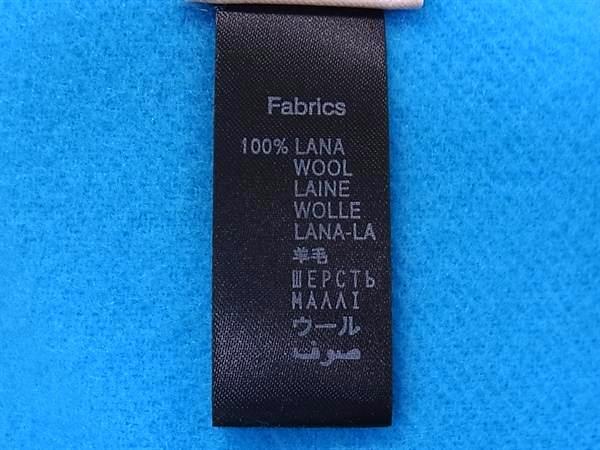 Fabrics
100% LANA
WOOL
LAINE
WOLLE
LANA-LA
羊毛
ШЕРСТЬ
ΜΑΛΛΙ
ウール
صوف